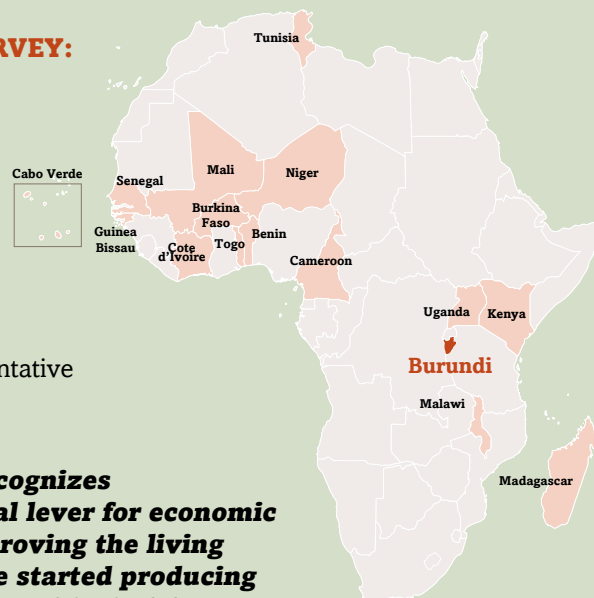 RVEY:
Tunisia
Cabo Verde
Senegal
Mali
Niger
Burkina
Faso
Guinea
Bissau
Cote
d’Ivoire
Togo
Benin
Cameroon
Uganda
Kenya
Burundi
ntative
Malawi
Madagascar
cognizes
al lever for economic
roving the living
e started producing